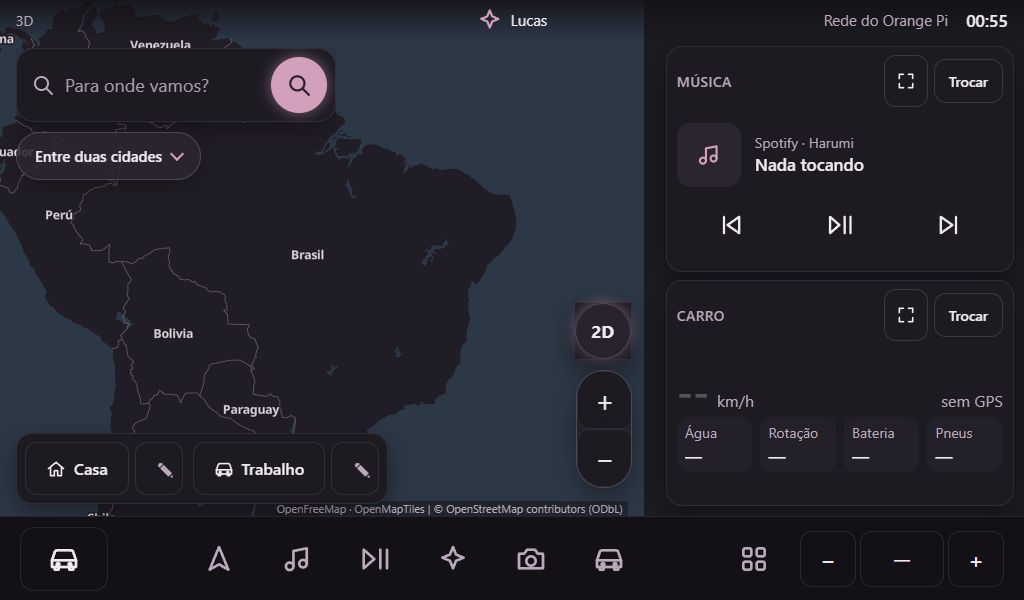 3D
Lucas
Rede do Orange Pi 00:55
Venezuela
Para onde vamos?
Entre duas cidades
Perú
Brasil
Bolivia
Paraguay
2D
+
–
Casa
Trabalho
OpenFreeMap · OpenMapTiles | © OpenStreetMap contributors (ODbL)
MÚSICA
Trocar
Spotify · Harumi
Nada tocando
CARRO
Trocar
-- km/h
sem GPS
Água
—
Rotação
—
Bateria
—
Pneus
—
– — +